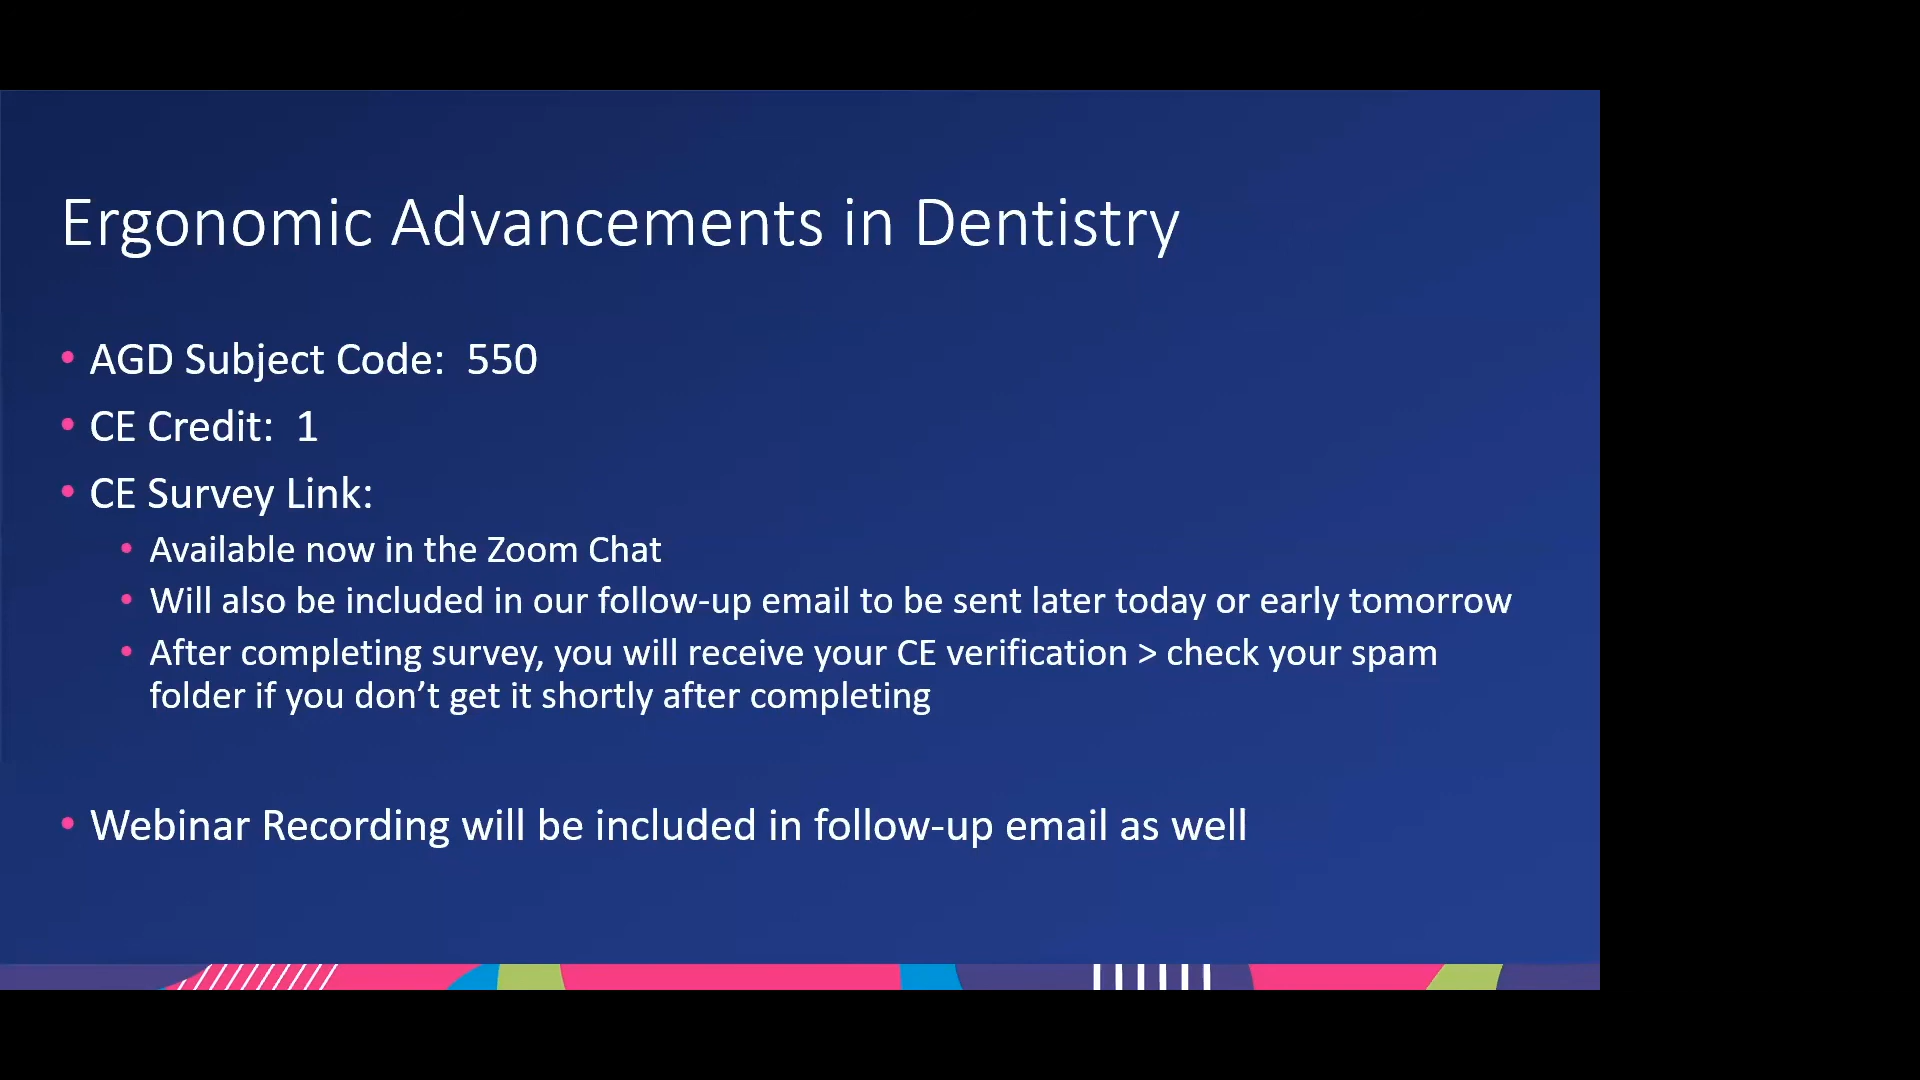 Ergonomic Advancements in Dentistry
• AGD Subject Code:  550
• CE Credit:  1
• CE Survey Link:
• Available now in the Zoom Chat
• Will also be included in our follow-up email to be sent later today or early tomorrow
• After completing survey, you will receive your CE verification > check your spam
folder if you don’t get it shortly after completing
• Webinar Recording will be included in follow-up email as well